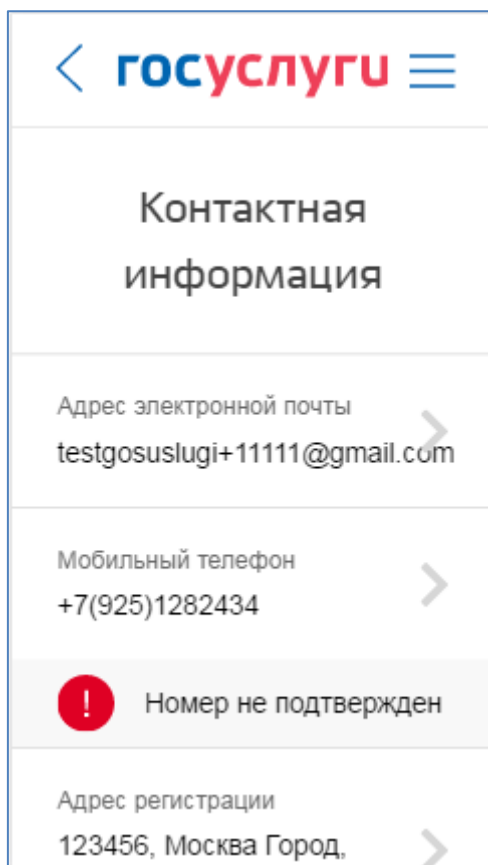 госуслуги
Контактная
информация
Адрес электронной почты
testgosuslugi+11111@gmail.com
Мобильный телефон
+7(925)1282434
! Номер не подтвержден
Адрес регистрации
123456, Москва Город,